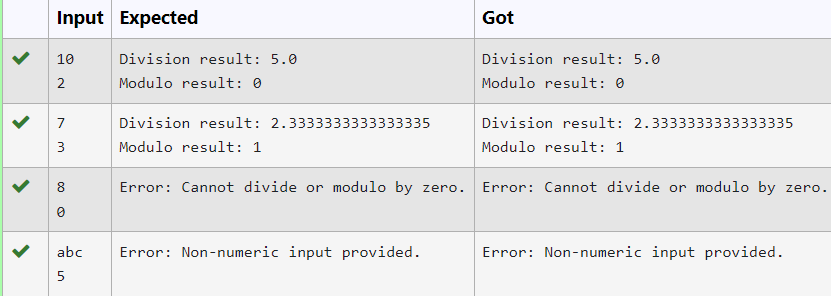 Input Expected Got
10 Division result: 5.0 Division result: 5.0
2 Modulo result: 0 Modulo result: 0
7 Division result: 2.3333333333333335 Division result: 2.3333333333333335
3 Modulo result: 1 Modulo result: 1
8 Error: Cannot divide or modulo by zero. Error: Cannot divide or modulo by zero.
0
abc Error: Non-numeric input provided. Error: Non-numeric input provided.
5